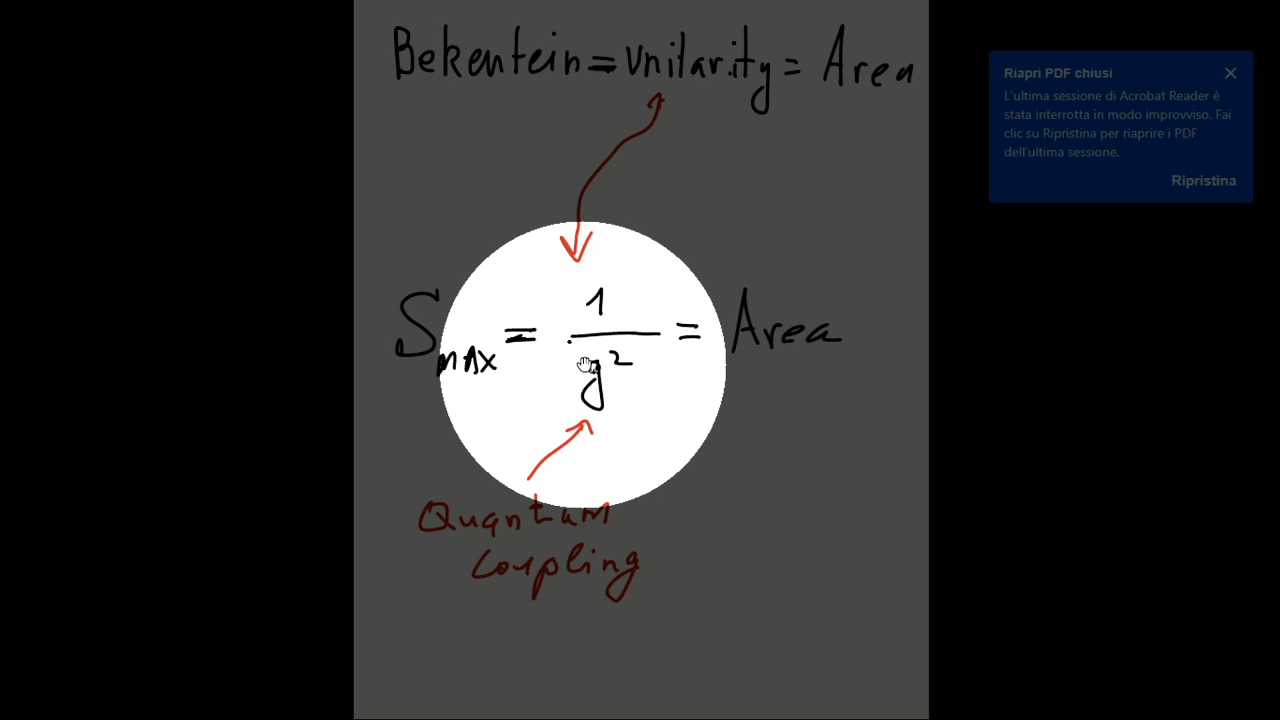 Bekentein = Unitarity = Area
S_max = 1/g² = Area
Quantum
Coupling
Riapri PDF chiusi
L'ultima sessione di Acrobat Reader è
stata interrotta in modo improvviso. Fai
clic su Ripristina per riaprire i PDF
dell'ultima sessione.
Ripristina